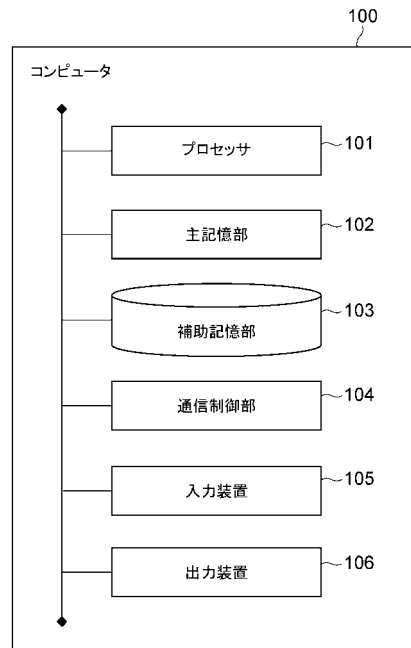 100
コンピュータ
プロセッサ
101
主記憶部
102
補助記憶部
103
通信制御部
104
入力装置
105
出力装置
106